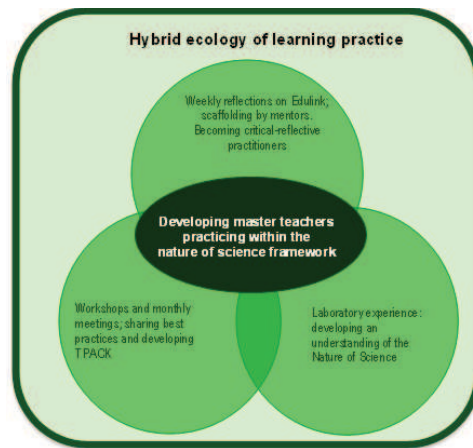 Hybrid ecology of learning practice
Weekly reflections on Edulink;
scaffolding by mentors.
Becoming critical-reflective
practitioners
Developing master teachers
practicing within the
nature of science framework
Workshops and monthly
meetings; sharing best
practices and developing
TPACK
Laboratory experience:
developing an
understanding of the
Nature of Science